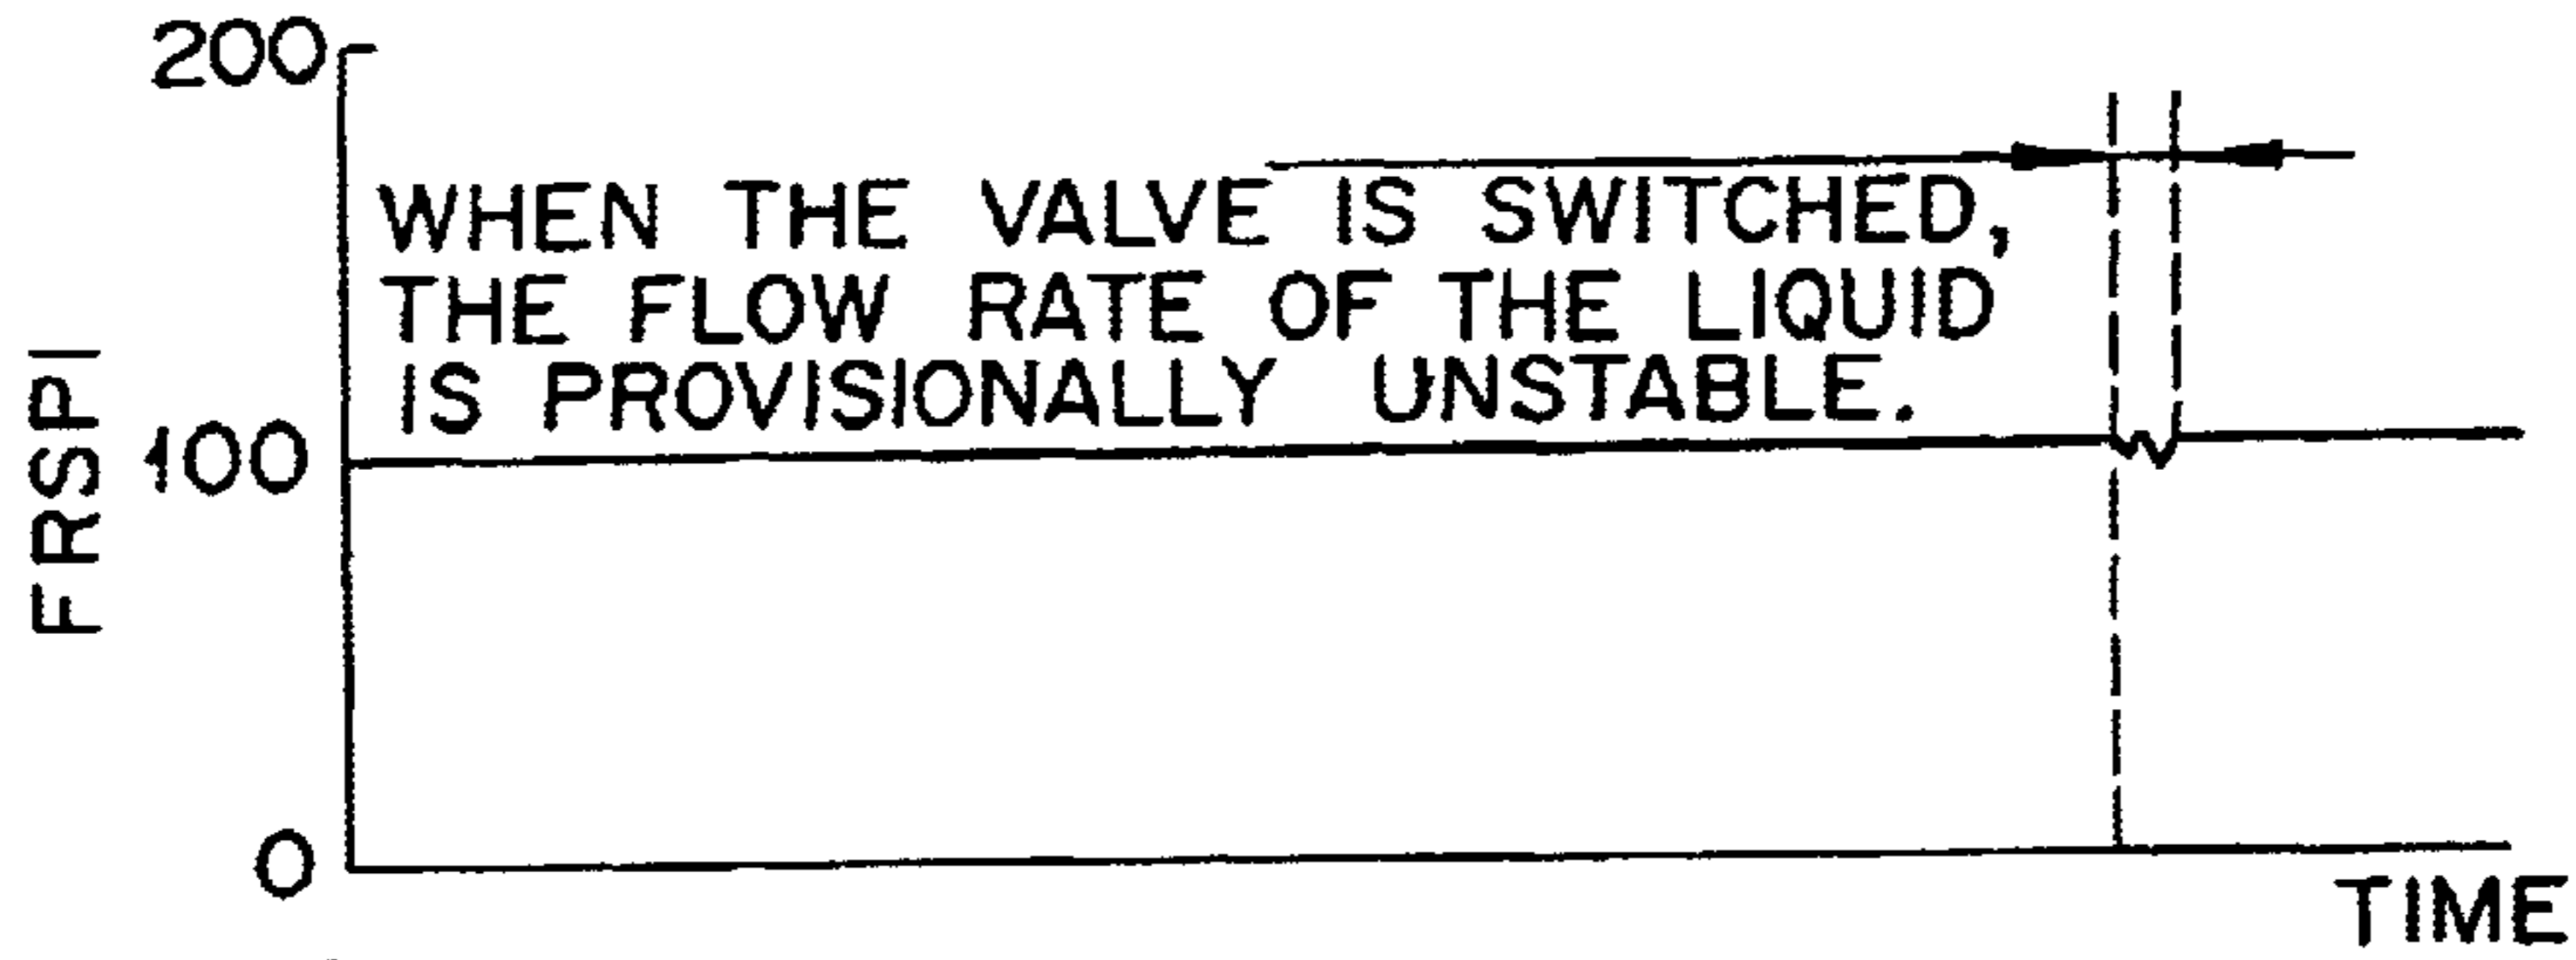 200
WHEN THE VALVE IS SWITCHED,
THE FLOW RATE OF THE LIQUID
IS PROVISIONALLY UNSTABLE.
FRSPI
100
0
TIME